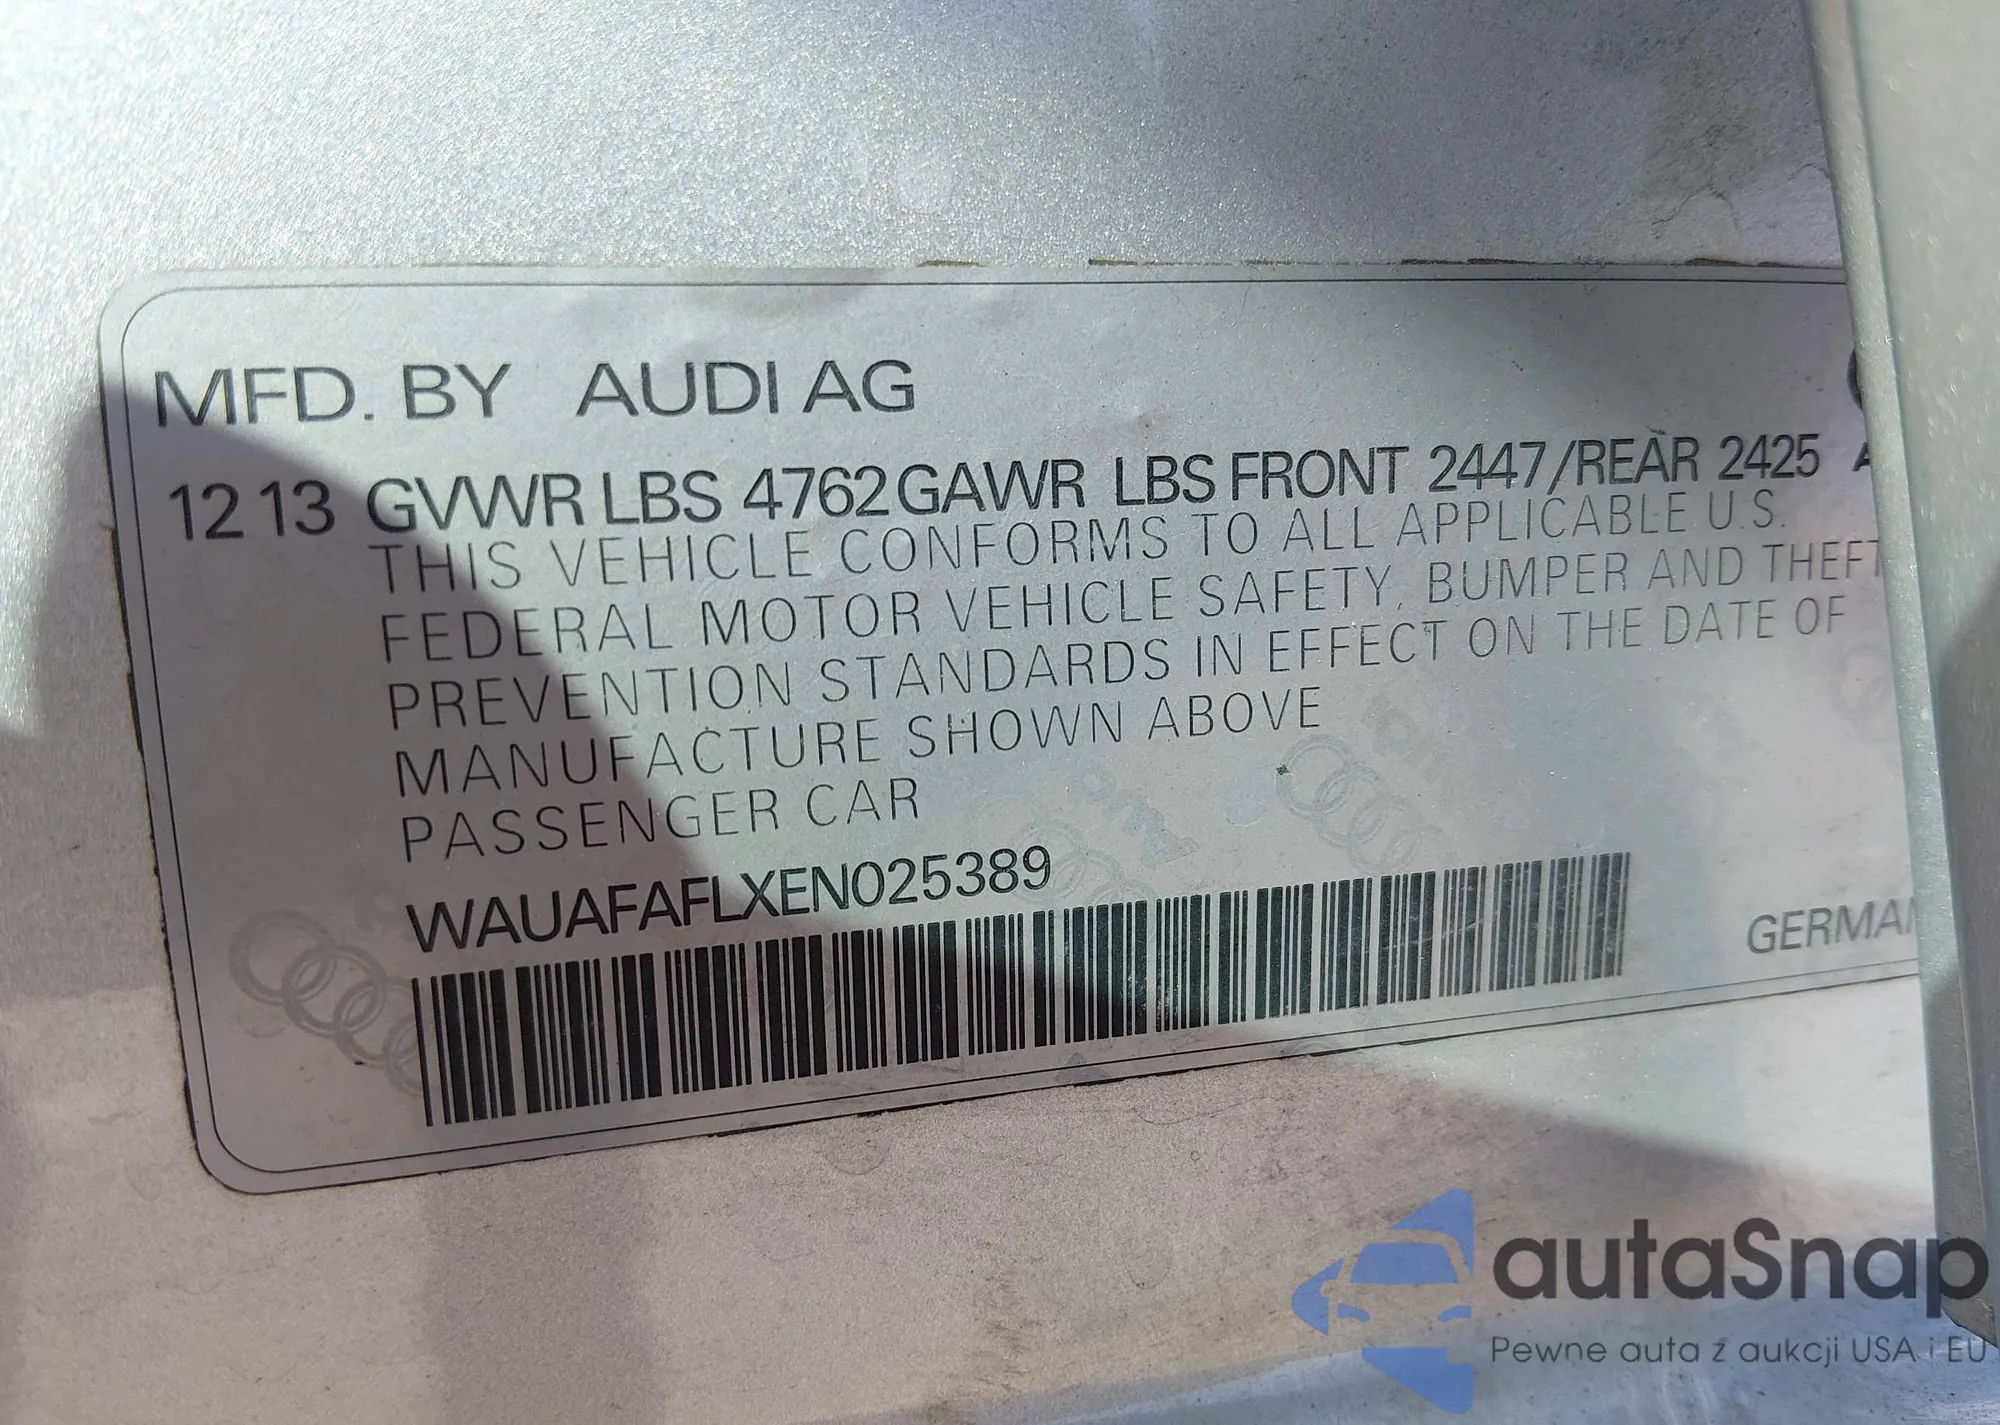 MFD. BY AUDI AG
12 13 GVWR LBS 4762 GAWR LBS FRONT 2447/REAR 2425
THIS VEHICLE CONFORMS TO ALL APPLICABLE U.S.
FEDERAL MOTOR VEHICLE SAFETY, BUMPER AND THEFT
PREVENTION STANDARDS IN EFFECT ON THE DATE OF
MANUFACTURE SHOWN ABOVE
PASSENGER CAR
WAUAFAFLXEN025389
GERMAN
autaSnap
Pewne auta z aukcji USA i EU